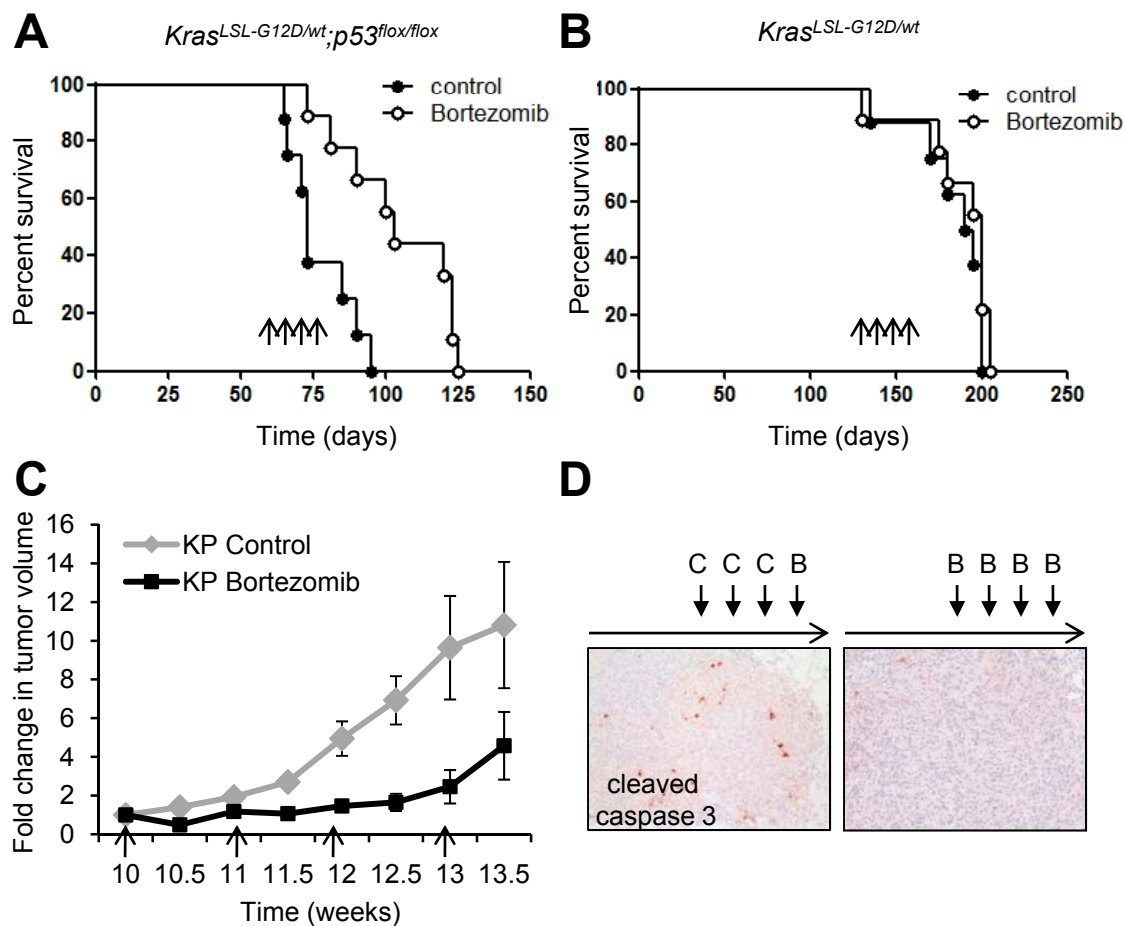 A
Kras^LSL-G12D/wt;p53^flox/flox
Percent survival
100
80
60
40
20
0
control
Bortezomib
0 25 50 75 100 125 150
Time (days)
B
Kras^LSL-G12D/wt
Percent survival
100
80
60
40
20
0
control
Bortezomib
0 50 100 150 200 250
Time (days)
C
Fold change in tumor volume
16
14
12
10
8
6
4
2
0
KP Control
KP Bortezomib
10 10.5 11 11.5 12 12.5 13 13.5
Time (weeks)
D
C C C B
B B B B
cleaved
caspase 3